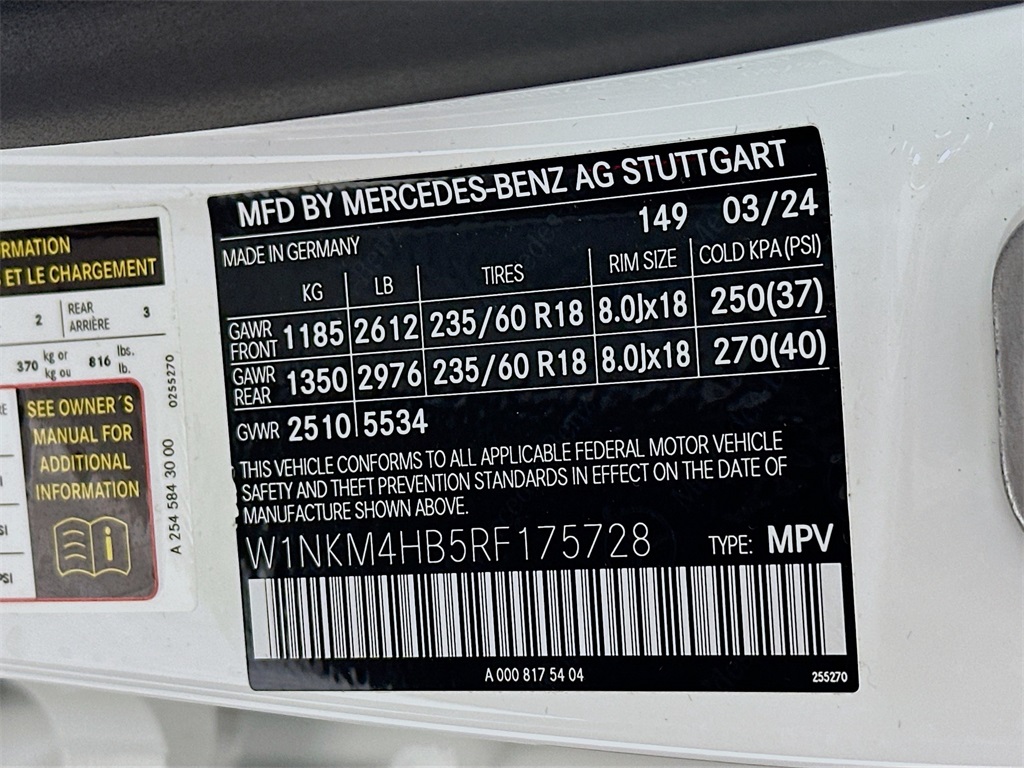 RMATION
S ET LE CHARGEMENT
2 REAR ARRIÈRE 3
370 kg or kg ou 816 lbs. lb.
SEE OWNER´S
MANUAL FOR
ADDITIONAL
INFORMATION
0255270
A 254 584 30 00
MFD BY MERCEDES-BENZ AG STUTTGART
149 03/24
MADE IN GERMANY
KG LB TIRES RIM SIZE COLD KPA(PSI)
GAWR FRONT 1185 2612 235/60 R18 8.0Jx18 250(37)
GAWR REAR 1350 2976 235/60 R18 8.0Jx18 270(40)
GVWR 2510 5534
THIS VEHICLE CONFORMS TO ALL APPLICABLE FEDERAL MOTOR VEHICLE
SAFETY AND THEFT PREVENTION STANDARDS IN EFFECT ON THE DATE OF
MANUFACTURE SHOWN ABOVE.
W1NKM4HB5RF175728 TYPE: MPV
A 000 817 54 04
255270